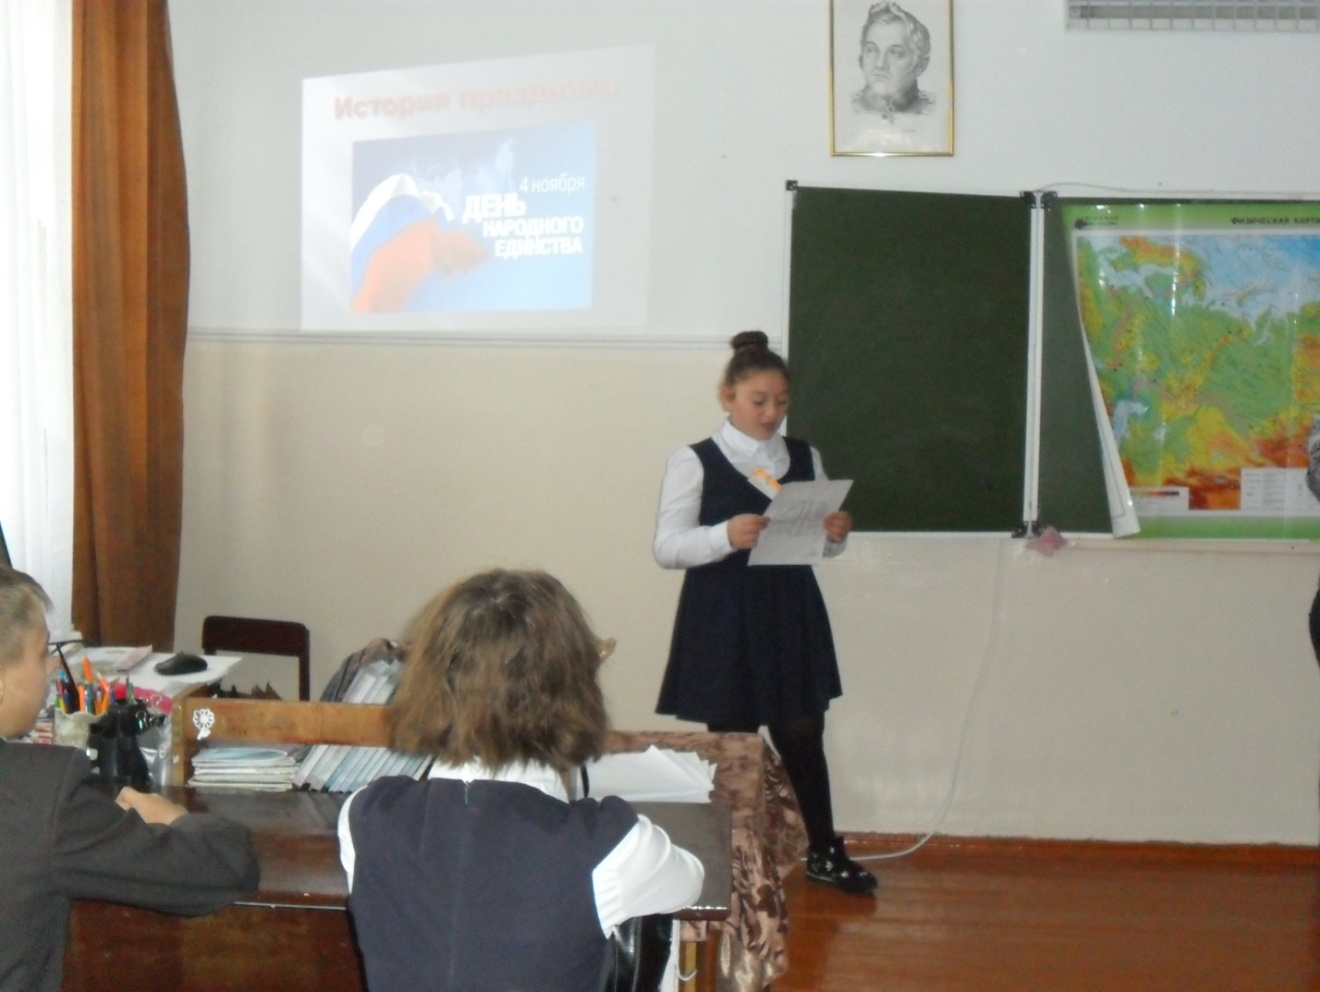 История праздника
4 ноября
ДЕНЬ
НАРОДНОГО
ЕДИНСТВА
ФИЗИЧЕСКАЯ КАРТА